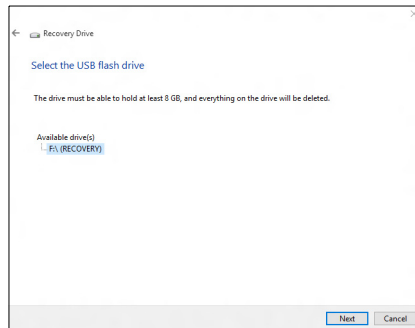 Recovery Drive
Select the USB flash drive
The drive must be able to hold at least 8 GB, and everything on the drive will be deleted.
Available drive(s)
F:\ (RECOVERY)
Next Cancel